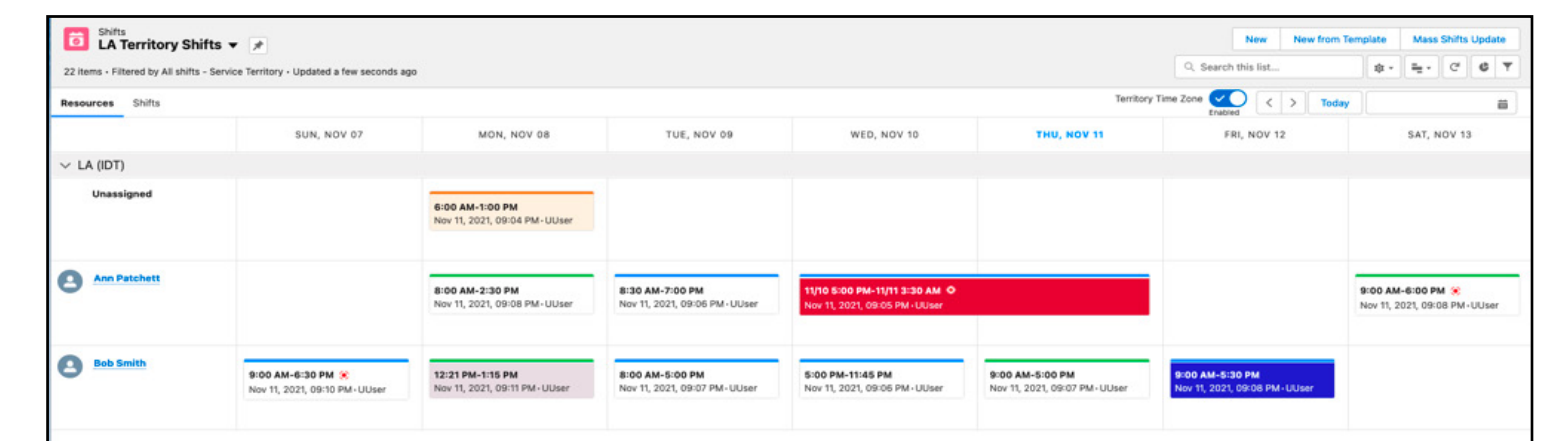 Shifts
LA Territory Shifts
New New from Template Mass Shifts Update
22 items • Filtered by All shifts - Service Territory • Updated a few seconds ago
Search this list...
Resources Shifts
Territory Time Zone
Enabled
Today
SUN, NOV 07 MON, NOV 08 TUE, NOV 09 WED, NOV 10 THU, NOV 11 FRI, NOV 12 SAT, NOV 13
LA (IDT)
Unassigned
6:00 AM-1:00 PM
Nov 11, 2021, 09:04 PM•UUser
Ann Patchett
8:00 AM-2:30 PM
Nov 11, 2021, 09:08 PM•UUser
8:30 AM-7:00 PM
Nov 11, 2021, 09:06 PM•UUser
11/10 5:00 PM-11/11 3:30 AM
Nov 11, 2021, 09:05 PM•UUser
9:00 AM-6:00 PM
Nov 11, 2021, 09:08 PM•UUser
Bob Smith
9:00 AM-6:30 PM
Nov 11, 2021, 09:10 PM•UUser
12:21 PM-1:15 PM
Nov 11, 2021, 09:11 PM•UUser
8:00 AM-5:00 PM
Nov 11, 2021, 09:07 PM•UUser
5:00 PM-11:45 PM
Nov 11, 2021, 09:06 PM•UUser
9:00 AM-5:00 PM
Nov 11, 2021, 09:07 PM•UUser
9:00 AM-5:30 PM
Nov 11, 2021, 09:08 PM•UUser